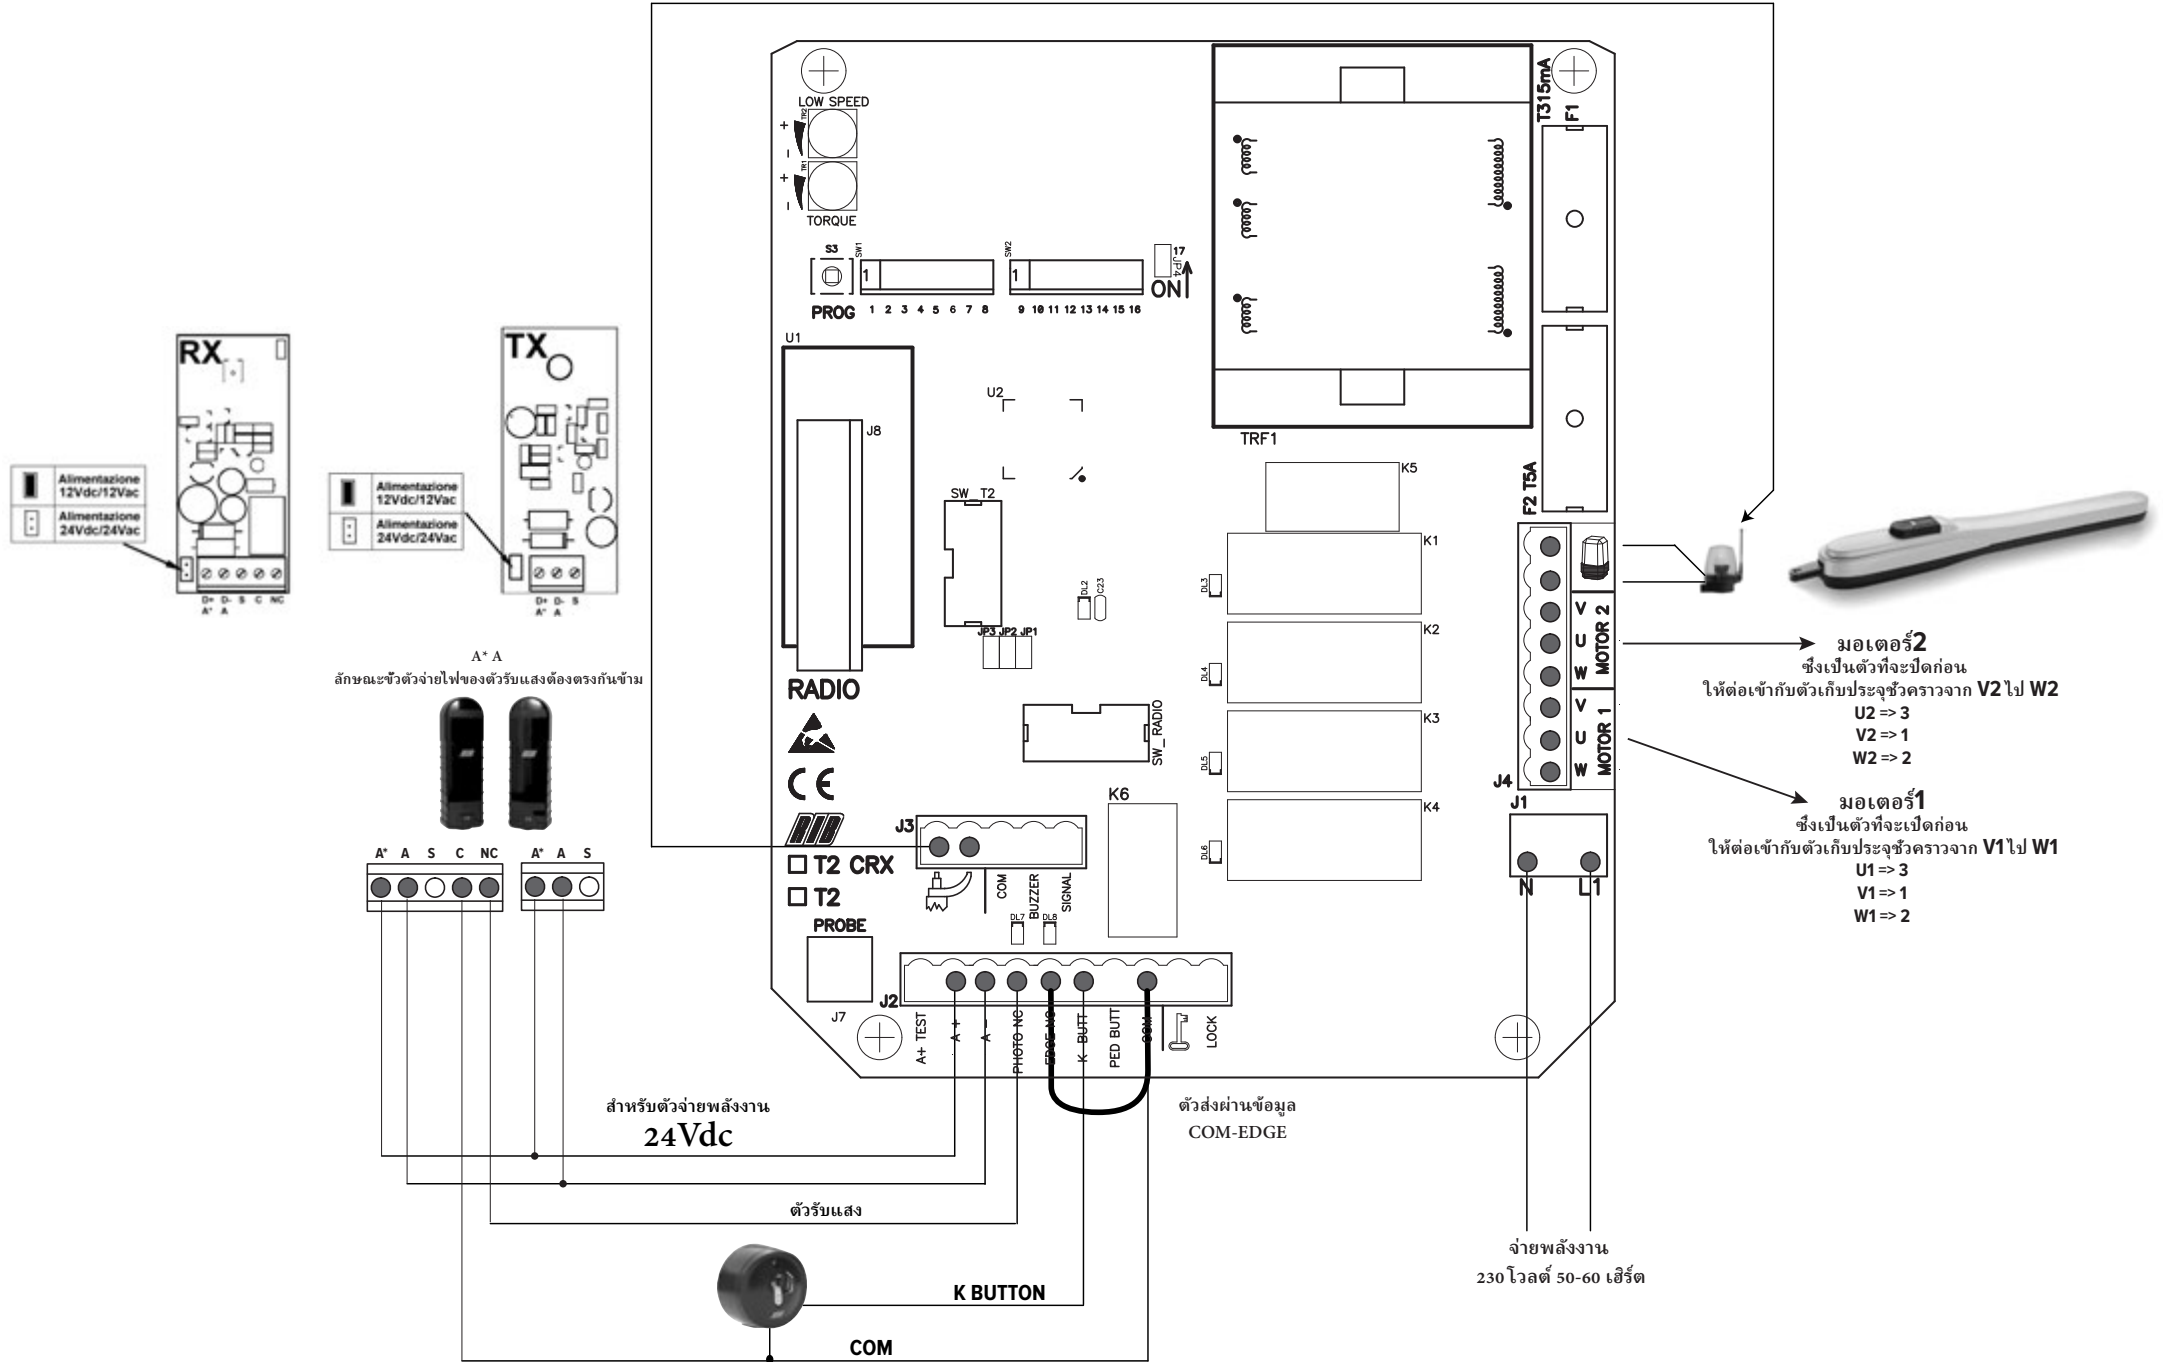 LOW SPEED
TR2
+
-
TR1
+
-
TORQUE
S3
PROG
SW1
1
1 2 3 4 5 6 7 8
SW2
1
9 10 11 12 13 14 15 16
17
JP4
ON
T315mA
F1
TRF1
F2 T5A
U1
J8
RADIO
U2
SW_T2
JP3 JP2 JP1
DL2
C23
K5
K1
DL3
K2
DL4
K3
DL5
K4
DL6
SW_RADIO
K6
RX
Alimentazione
12Vdc/12Vac
Alimentazione
24Vdc/24Vac
D+ D- S C NC
A* A
TX
Alimentazione
12Vdc/12Vac
Alimentazione
24Vdc/24Vac
D+ D- S
A* A
A* A
ลักษณะขั้วตัวจ่ายไฟของตัวรับแสงต้องตรงกันข้าม
A* A S C NC
A* A S
CE
BFT
T2 CRX
T2
PROBE
J7
J3
COM
BUZZER
SIGNAL
DL7
DL8
J2
A+ TEST
A +
A -
PHOTO NC
EDGE NC
K BUTT
PED BUTT
COM
LOCK
V
U
W
MOTOR 2
V
U
W
MOTOR 1
J4
J1
N
L1
มอเตอร์2
ซึ่งเป็นตัวที่จะปิดก่อน
ให้ต่อเข้ากับตัวเก็บประจุชั่วคราวจาก V2 ไป W2
U2 => 3
V2 => 1
W2 => 2
มอเตอร์1
ซึ่งเป็นตัวที่จะเปิดก่อน
ให้ต่อเข้ากับตัวเก็บประจุชั่วคราวจาก V1 ไป W1
U1 => 3
V1 => 1
W1 => 2
สำหรับตัวจ่ายพลังงาน
24Vdc
ตัวส่งผ่านข้อมูล
COM-EDGE
ตัวรับแสง
K BUTTON
COM
จ่ายพลังงาน
230 โวลต์ 50-60 เฮิร์ต